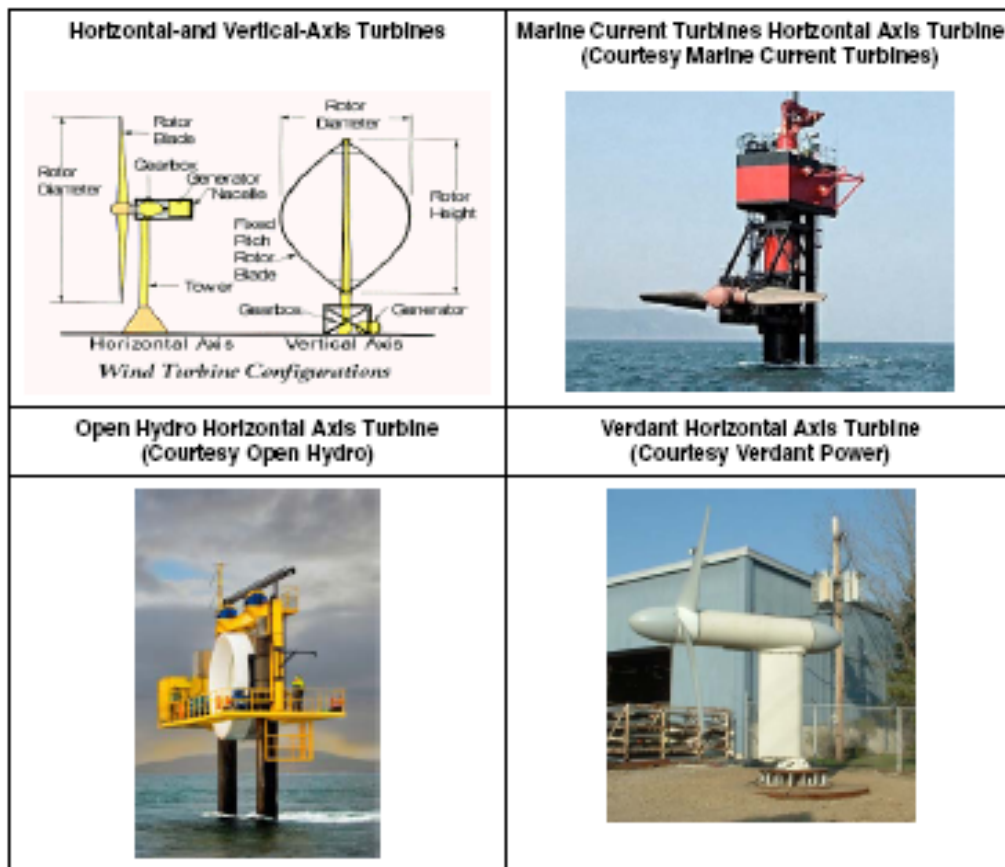 Horizontal-and Vertical-Axis Turbines
Marine Current Turbines Horizontal Axis Turbine
(Courtesy Marine Current Turbines)
Rotor
Blade
Gearbox
Rotor
Diameter
Generator
Nacelle
Tower
Horizontal Axis
Rotor
Diameter
Rotor
Height
Fixed
Pitch
Rotor
Blade
Gearbox
Generator
Vertical Axis
Wind Turbine Configurations
Open Hydro Horizontal Axis Turbine
(Courtesy Open Hydro)
Verdant Horizontal Axis Turbine
(Courtesy Verdant Power)